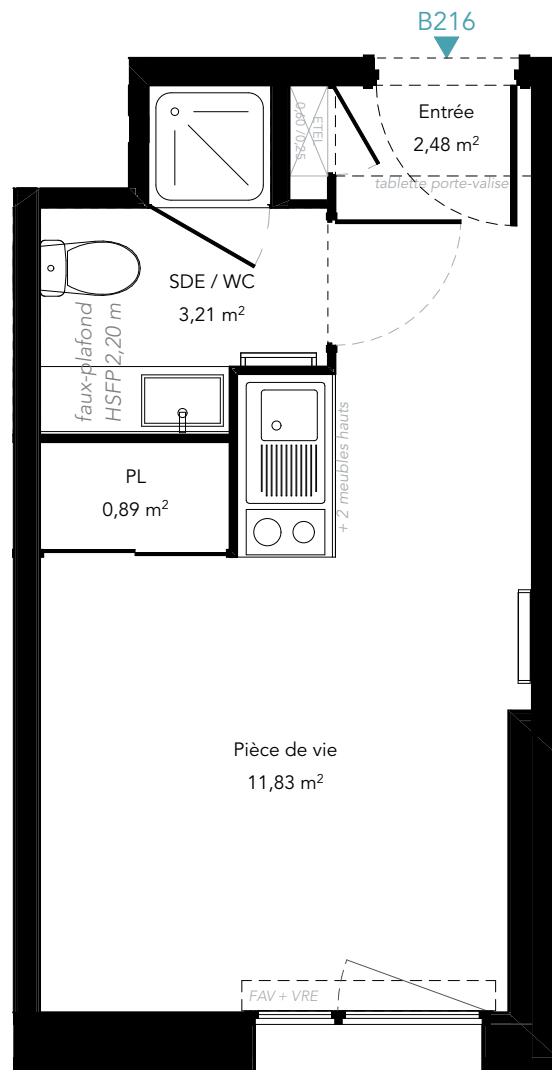 B216
Entrée
2,48 m²
ETEL
0,60 /0,25
tablette porte-valise
SDE / WC
3,21 m²
faux-plafond
HSFP 2,20 m
+ 2 meubles hauts
PL
0,89 m²
Pièce de vie
11,83 m²
FAV + VRE